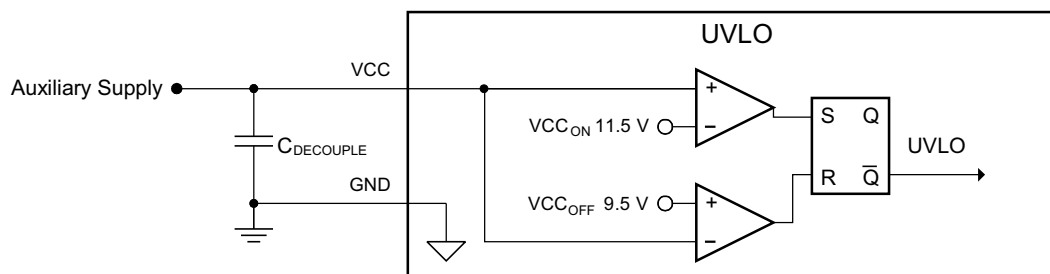 UVLO
Auxiliary Supply
VCC
C_DECOUPLE
GND
VCC_ON 11.5 V
VCC_OFF 9.5 V
+
−
+
−
S Q
R Q̅
UVLO